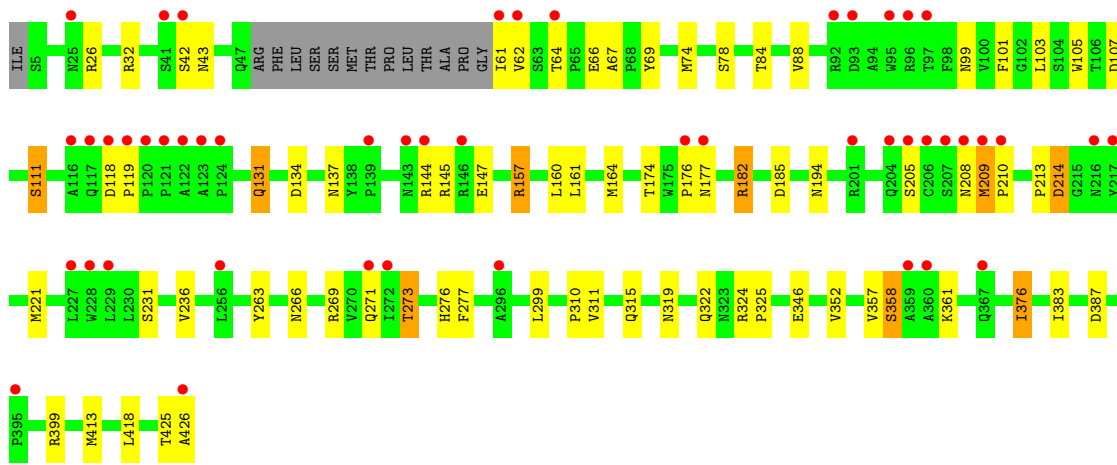 ILE S5 N25 R26 R32 S41 S42 N43 Q47 ARG PHE LEU SER SER MET THR LEU THR ALA PRO GLY I61 V62 S63 T64 P65 E66 A67 P68 Y69 M74 S78 T84 V88 R92 D93 A94 W95 R96 T97 F98 N99 V100 F101 G102 L103 S104 W105 T106 D107
S111 A116 Q117 D118 P119 P120 P121 A122 A123 P124 Q131 D134 N137 Y138 P139 N143 R144 R145 R146 E147 R157 L160 L161 M164 T174 W175 P176 N177 R182 D185 N194 R201 Q204 S205 C206 S207 N208 M209 P210 P213 D214 G215 N216 Y217
M221 L227 W228 L229 L230 S231 V236 L256 Y263 N266 R269 V270 Q271 I272 T273 H276 F277 A296 L299 P310 V311 Q315 N319 Q322 N323 R324 P325 E346 V352 V357 S358 A359 A360 K361 Q367 I376 I383 D387
P395 R399 M413 L418 T425 A426